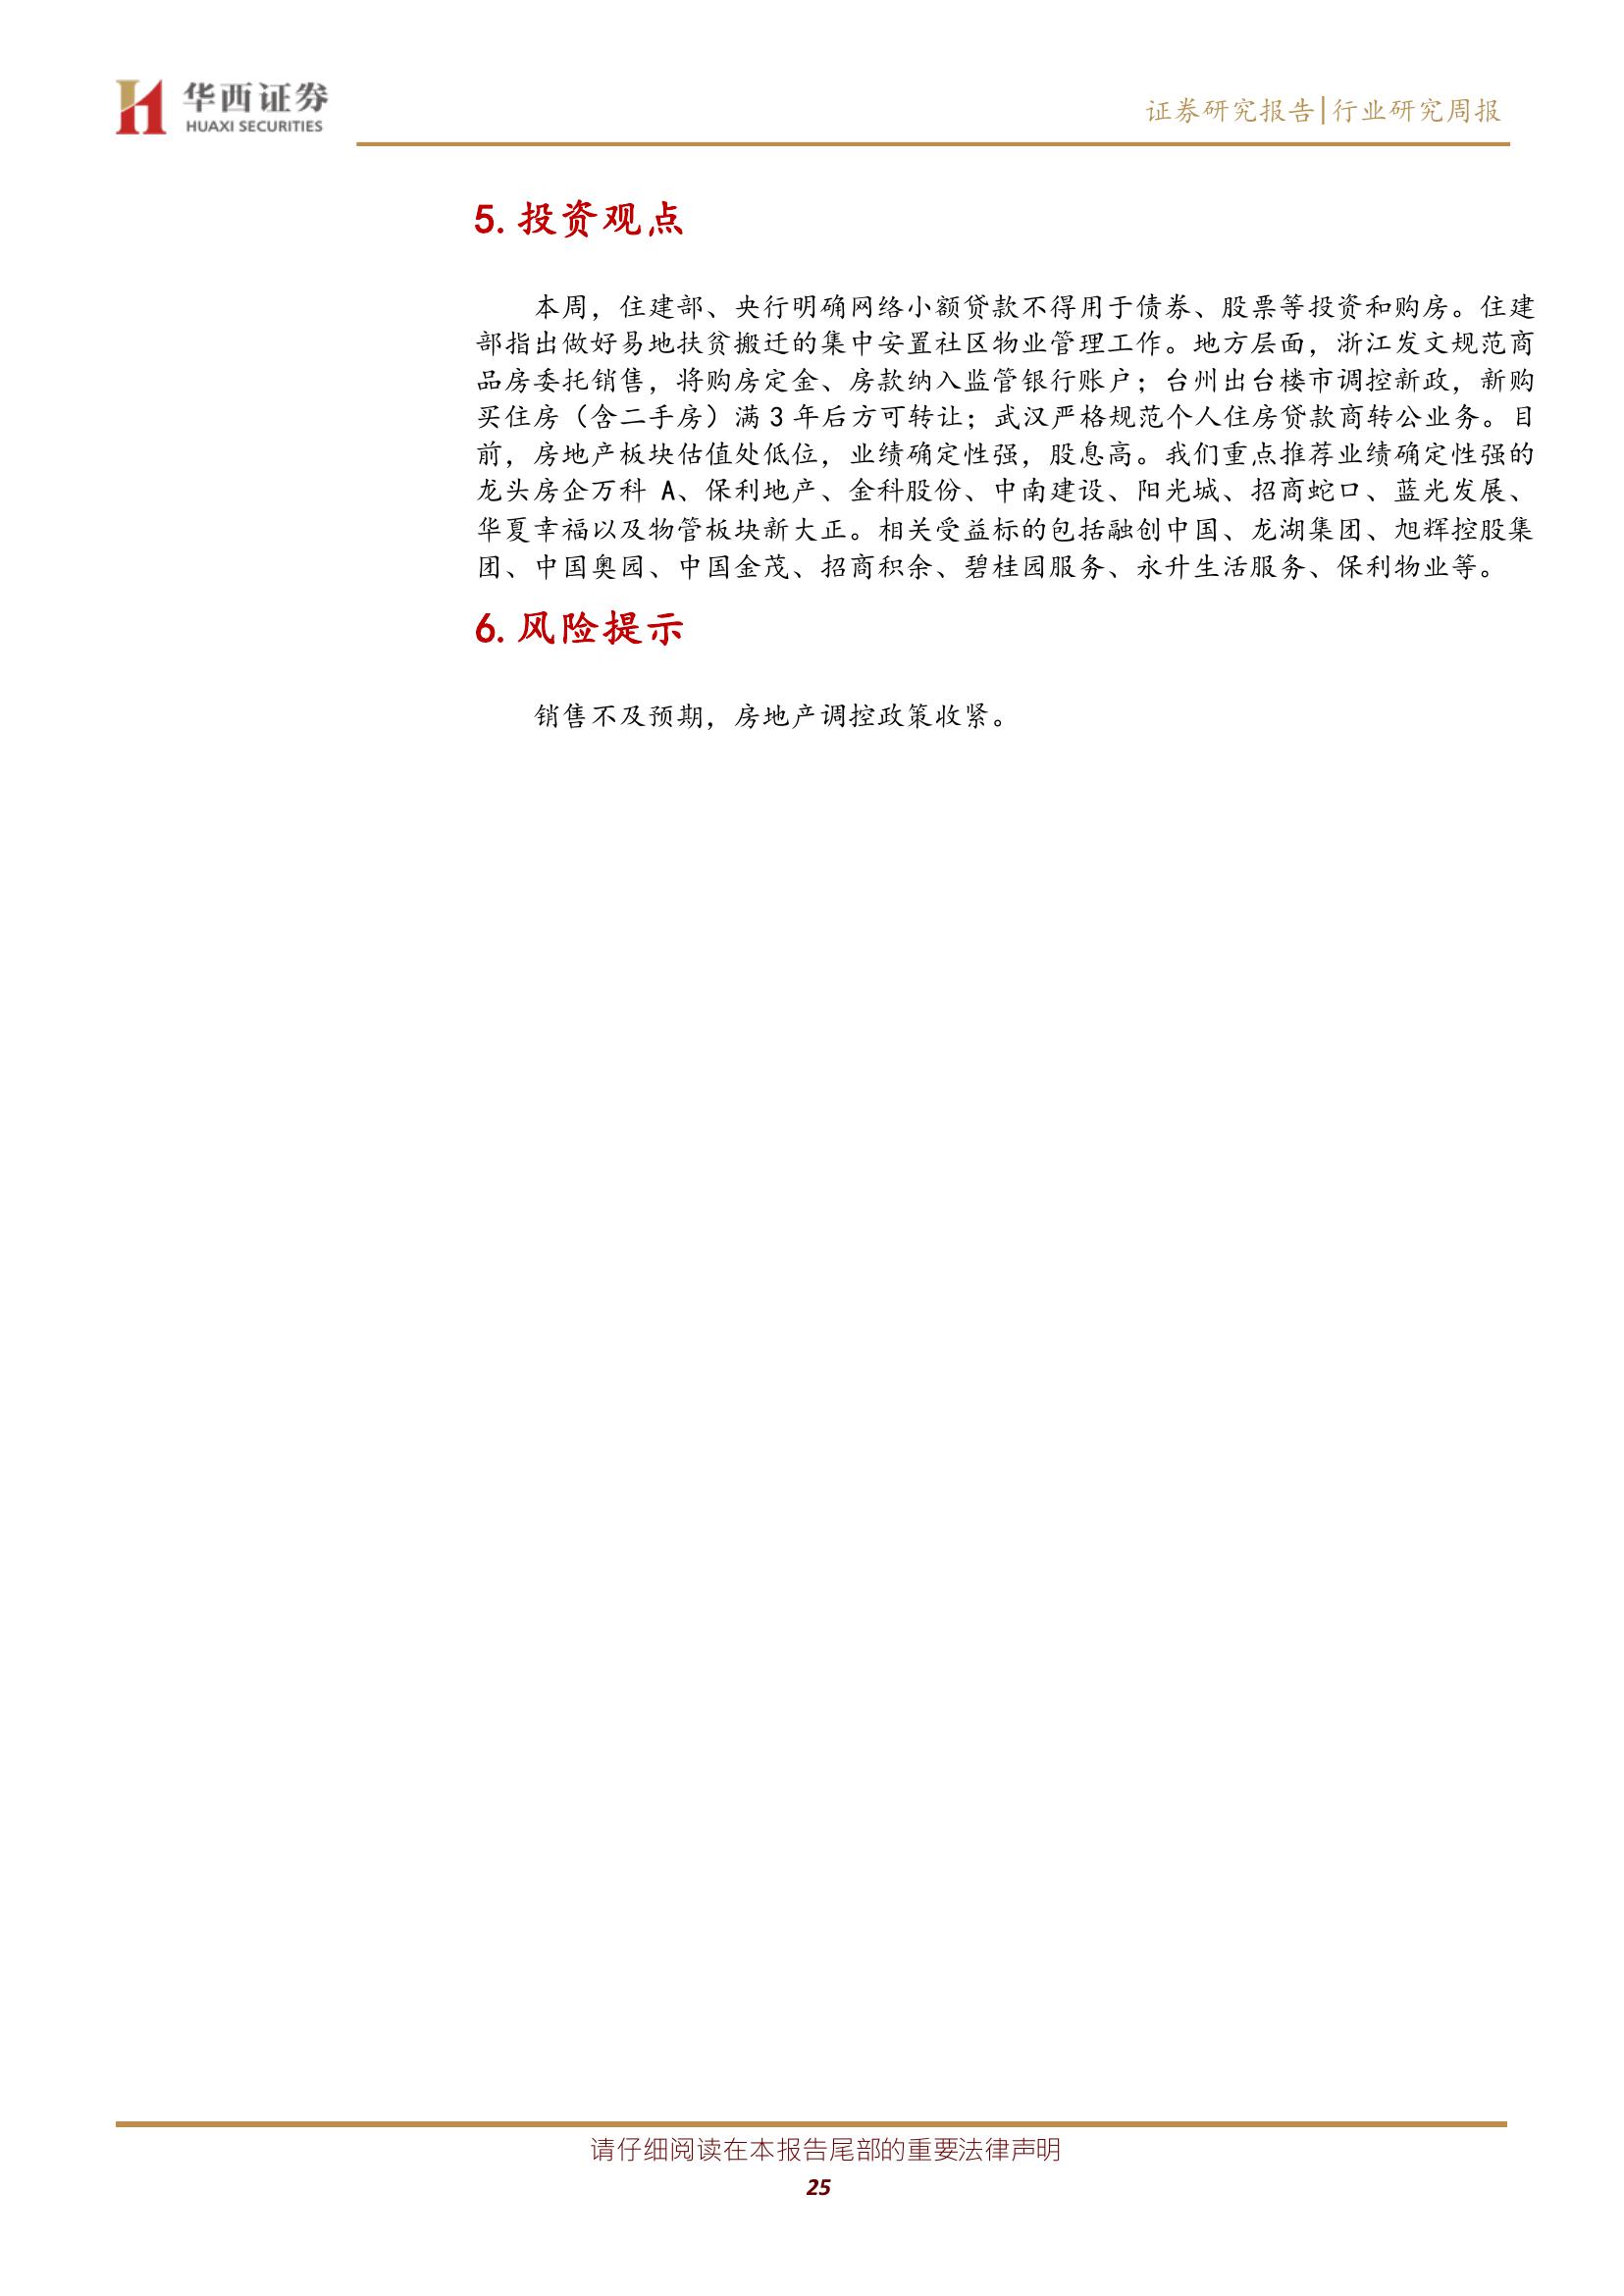 华西证券
HUAXI SECURITIES
证券研究报告|行业研究周报
5.投资观点
本周，住建部、央行明确网络小额贷款不得用于债券、股票等投资和购房。住建
部指出做好易地扶贫搬迁的集中安置社区物业管理工作。地方层面，浙江发文规范商
品房委托销售，将购房定金、房款纳入监管银行账户；台州出台楼市调控新政，新购
买住房（含二手房）满 3 年后方可转让；武汉严格规范个人住房贷款商转公业务。目
前，房地产板块估值处低位，业绩确定性强，股息高。我们重点推荐业绩确定性强的
龙头房企万科 A、保利地产、金科股份、中南建设、阳光城、招商蛇口、蓝光发展、
华夏幸福以及物管板块新大正。相关受益标的包括融创中国、龙湖集团、旭辉控股集
团、中国奥园、中国金茂、招商积余、碧桂园服务、永升生活服务、保利物业等。
6.风险提示
销售不及预期，房地产调控政策收紧。
请仔细阅读在本报告尾部的重要法律声明
25